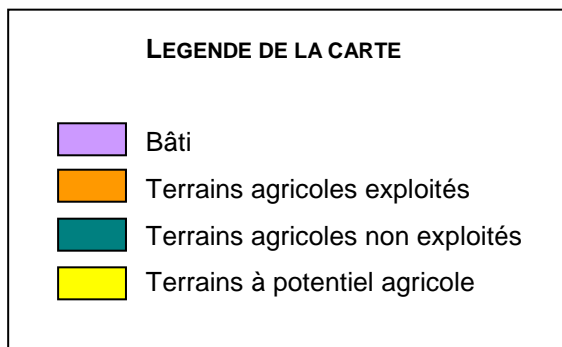 LEGENDE DE LA CARTE
Bâti
Terrains agricoles exploités
Terrains agricoles non exploités
Terrains à potentiel agricole